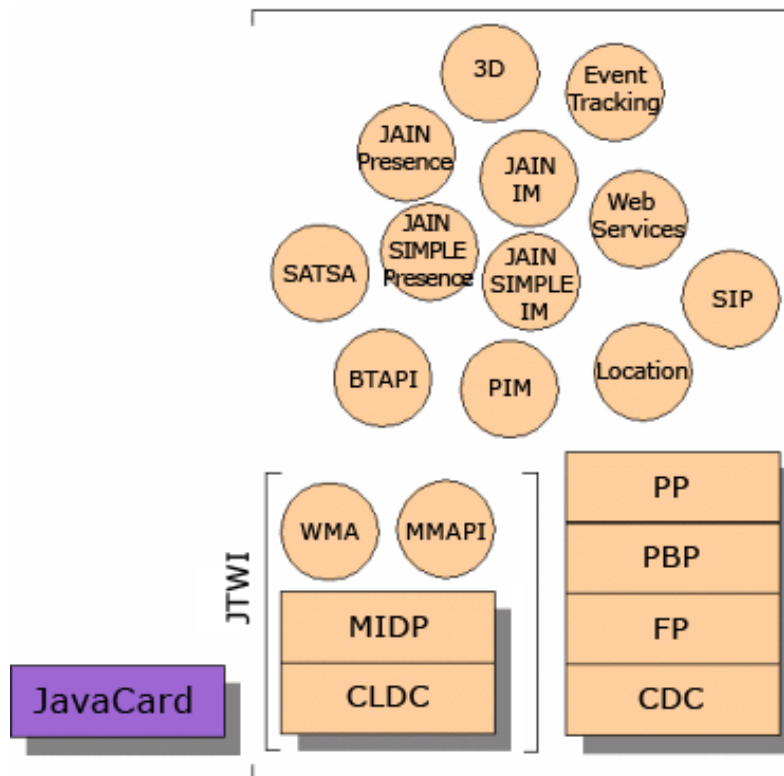 3D
Event
Tracking
JAIN
Presence
JAIN
IM
Web
Services
JAIN
SIMPLE
Presence
JAIN
SIMPLE
IM
SATSA
SIP
BTAPI
PIM
Location
JTWI
WMA
MMAPI
MIDP
CLDC
PP
PBP
FP
CDC
JavaCard